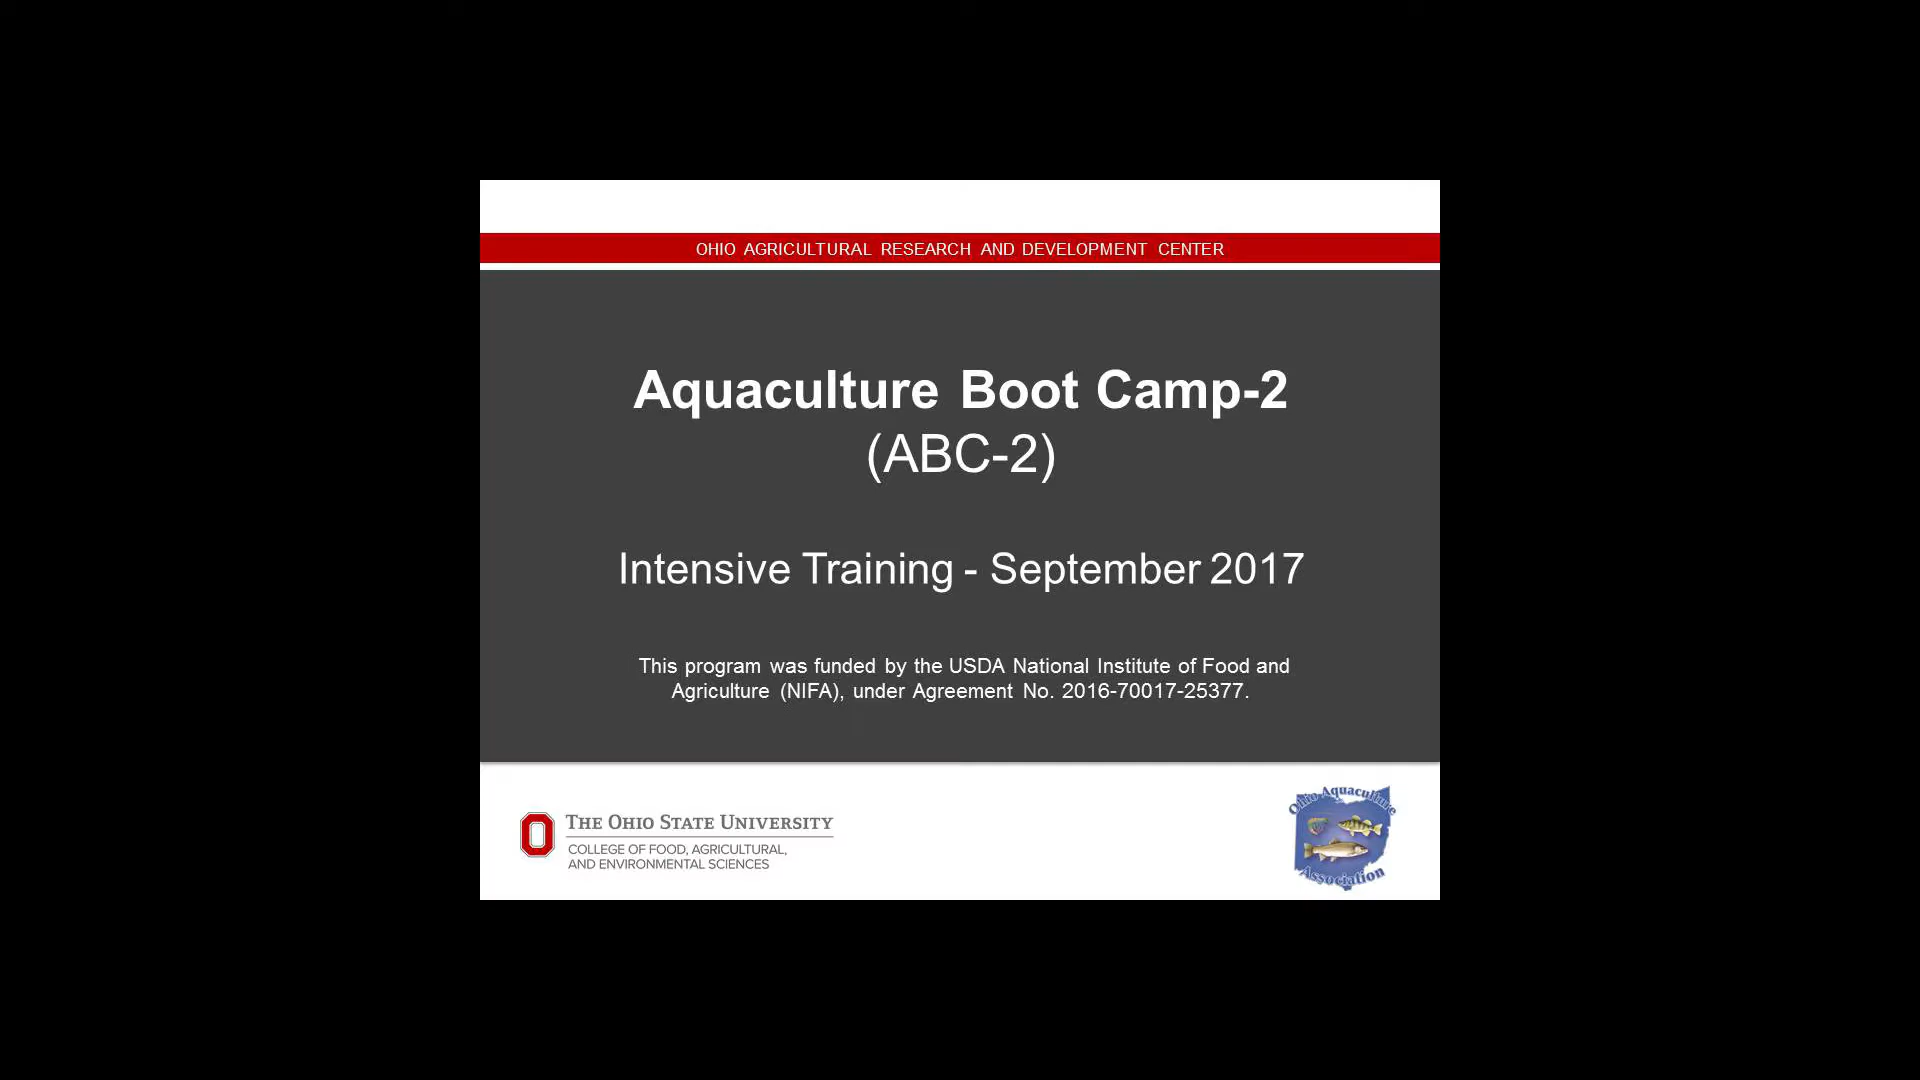 OHIO AGRICULTURAL RESEARCH AND DEVELOPMENT CENTER
Aquaculture Boot Camp-2
(ABC-2)
Intensive Training - September 2017
This program was funded by the USDA National Institute of Food and
Agriculture (NIFA), under Agreement No. 2016-70017-25377.
THE OHIO STATE UNIVERSITY
COLLEGE OF FOOD, AGRICULTURAL,
AND ENVIRONMENTAL SCIENCES
Ohio Aquaculture
Association